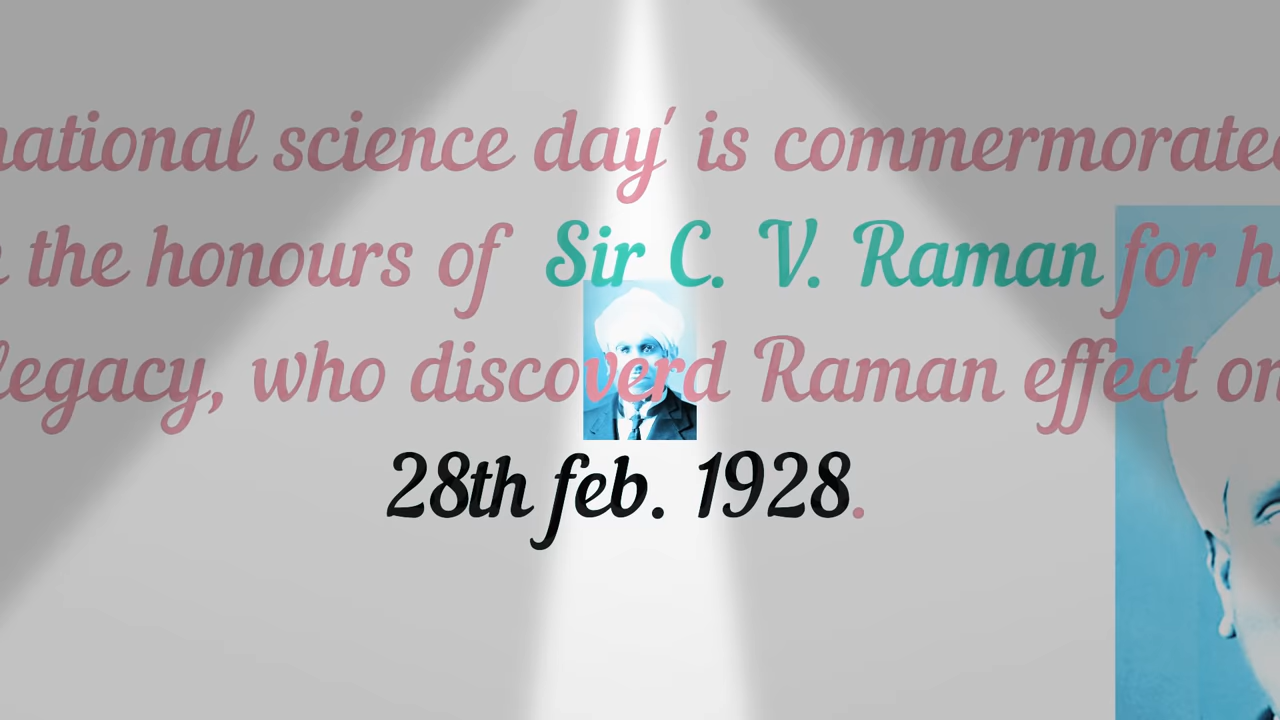 national science day' is commermorated
the honours of Sir C. V. Raman for h
legacy, who discoverd Raman effect on
28th feb. 1928.